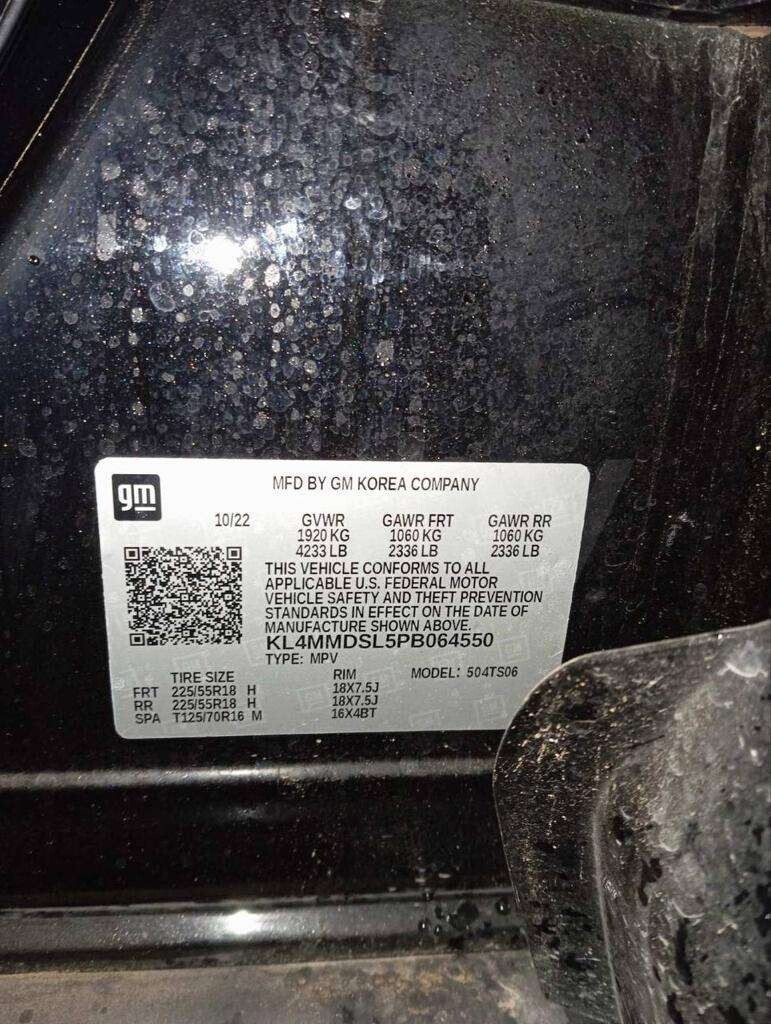 gm
MFD BY GM KOREA COMPANY
10/22 GVWR GAWR FRT GAWR RR
1920 KG 1060 KG 1060 KG
4233 LB 2336 LB 2336 LB
THIS VEHICLE CONFORMS TO ALL
APPLICABLE U.S. FEDERAL MOTOR
VEHICLE SAFETY AND THEFT PREVENTION
STANDARDS IN EFFECT ON THE DATE OF
MANUFACTURE SHOWN ABOVE.
KL4MMDSL5PB064550
TYPE: MPV
TIRE SIZE RIM MODEL: 504TS06
FRT 225/55R18 H 18X7.5J
RR 225/55R18 H 18X7.5J
SPA T125/70R16 M 16X4BT